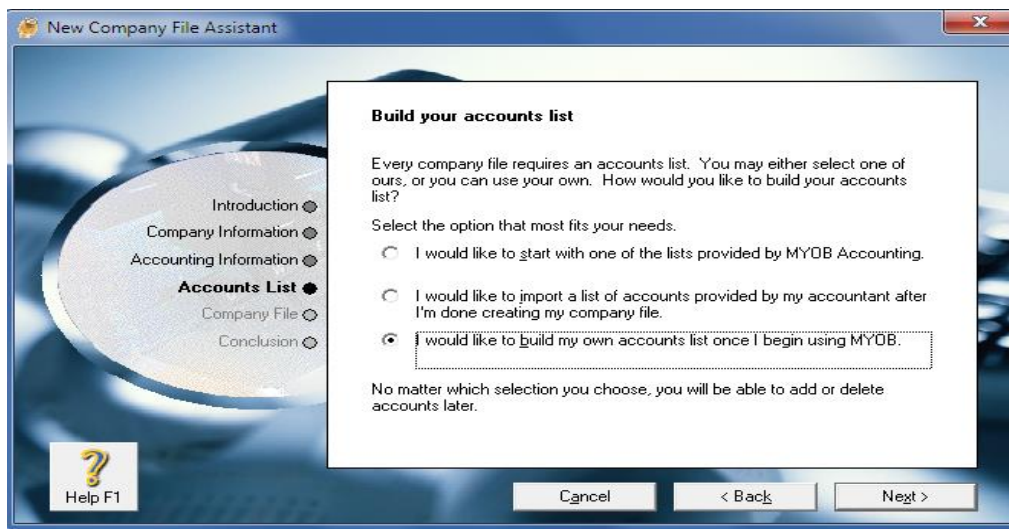 New Company File Assistant
Introduction
Company Information
Accounting Information
Accounts List
Company File
Conclusion
Build your accounts list
Every company file requires an accounts list. You may either select one of
ours, or you can use your own. How would you like to build your accounts
list?
Select the option that most fits your needs.
I would like to start with one of the lists provided by MYOB Accounting.
I would like to import a list of accounts provided by my accountant after
I'm done creating my company file.
I would like to build my own accounts list once I begin using MYOB.
No matter which selection you choose, you will be able to add or delete
accounts later.
?
Help F1
Cancel
< Back
Next >